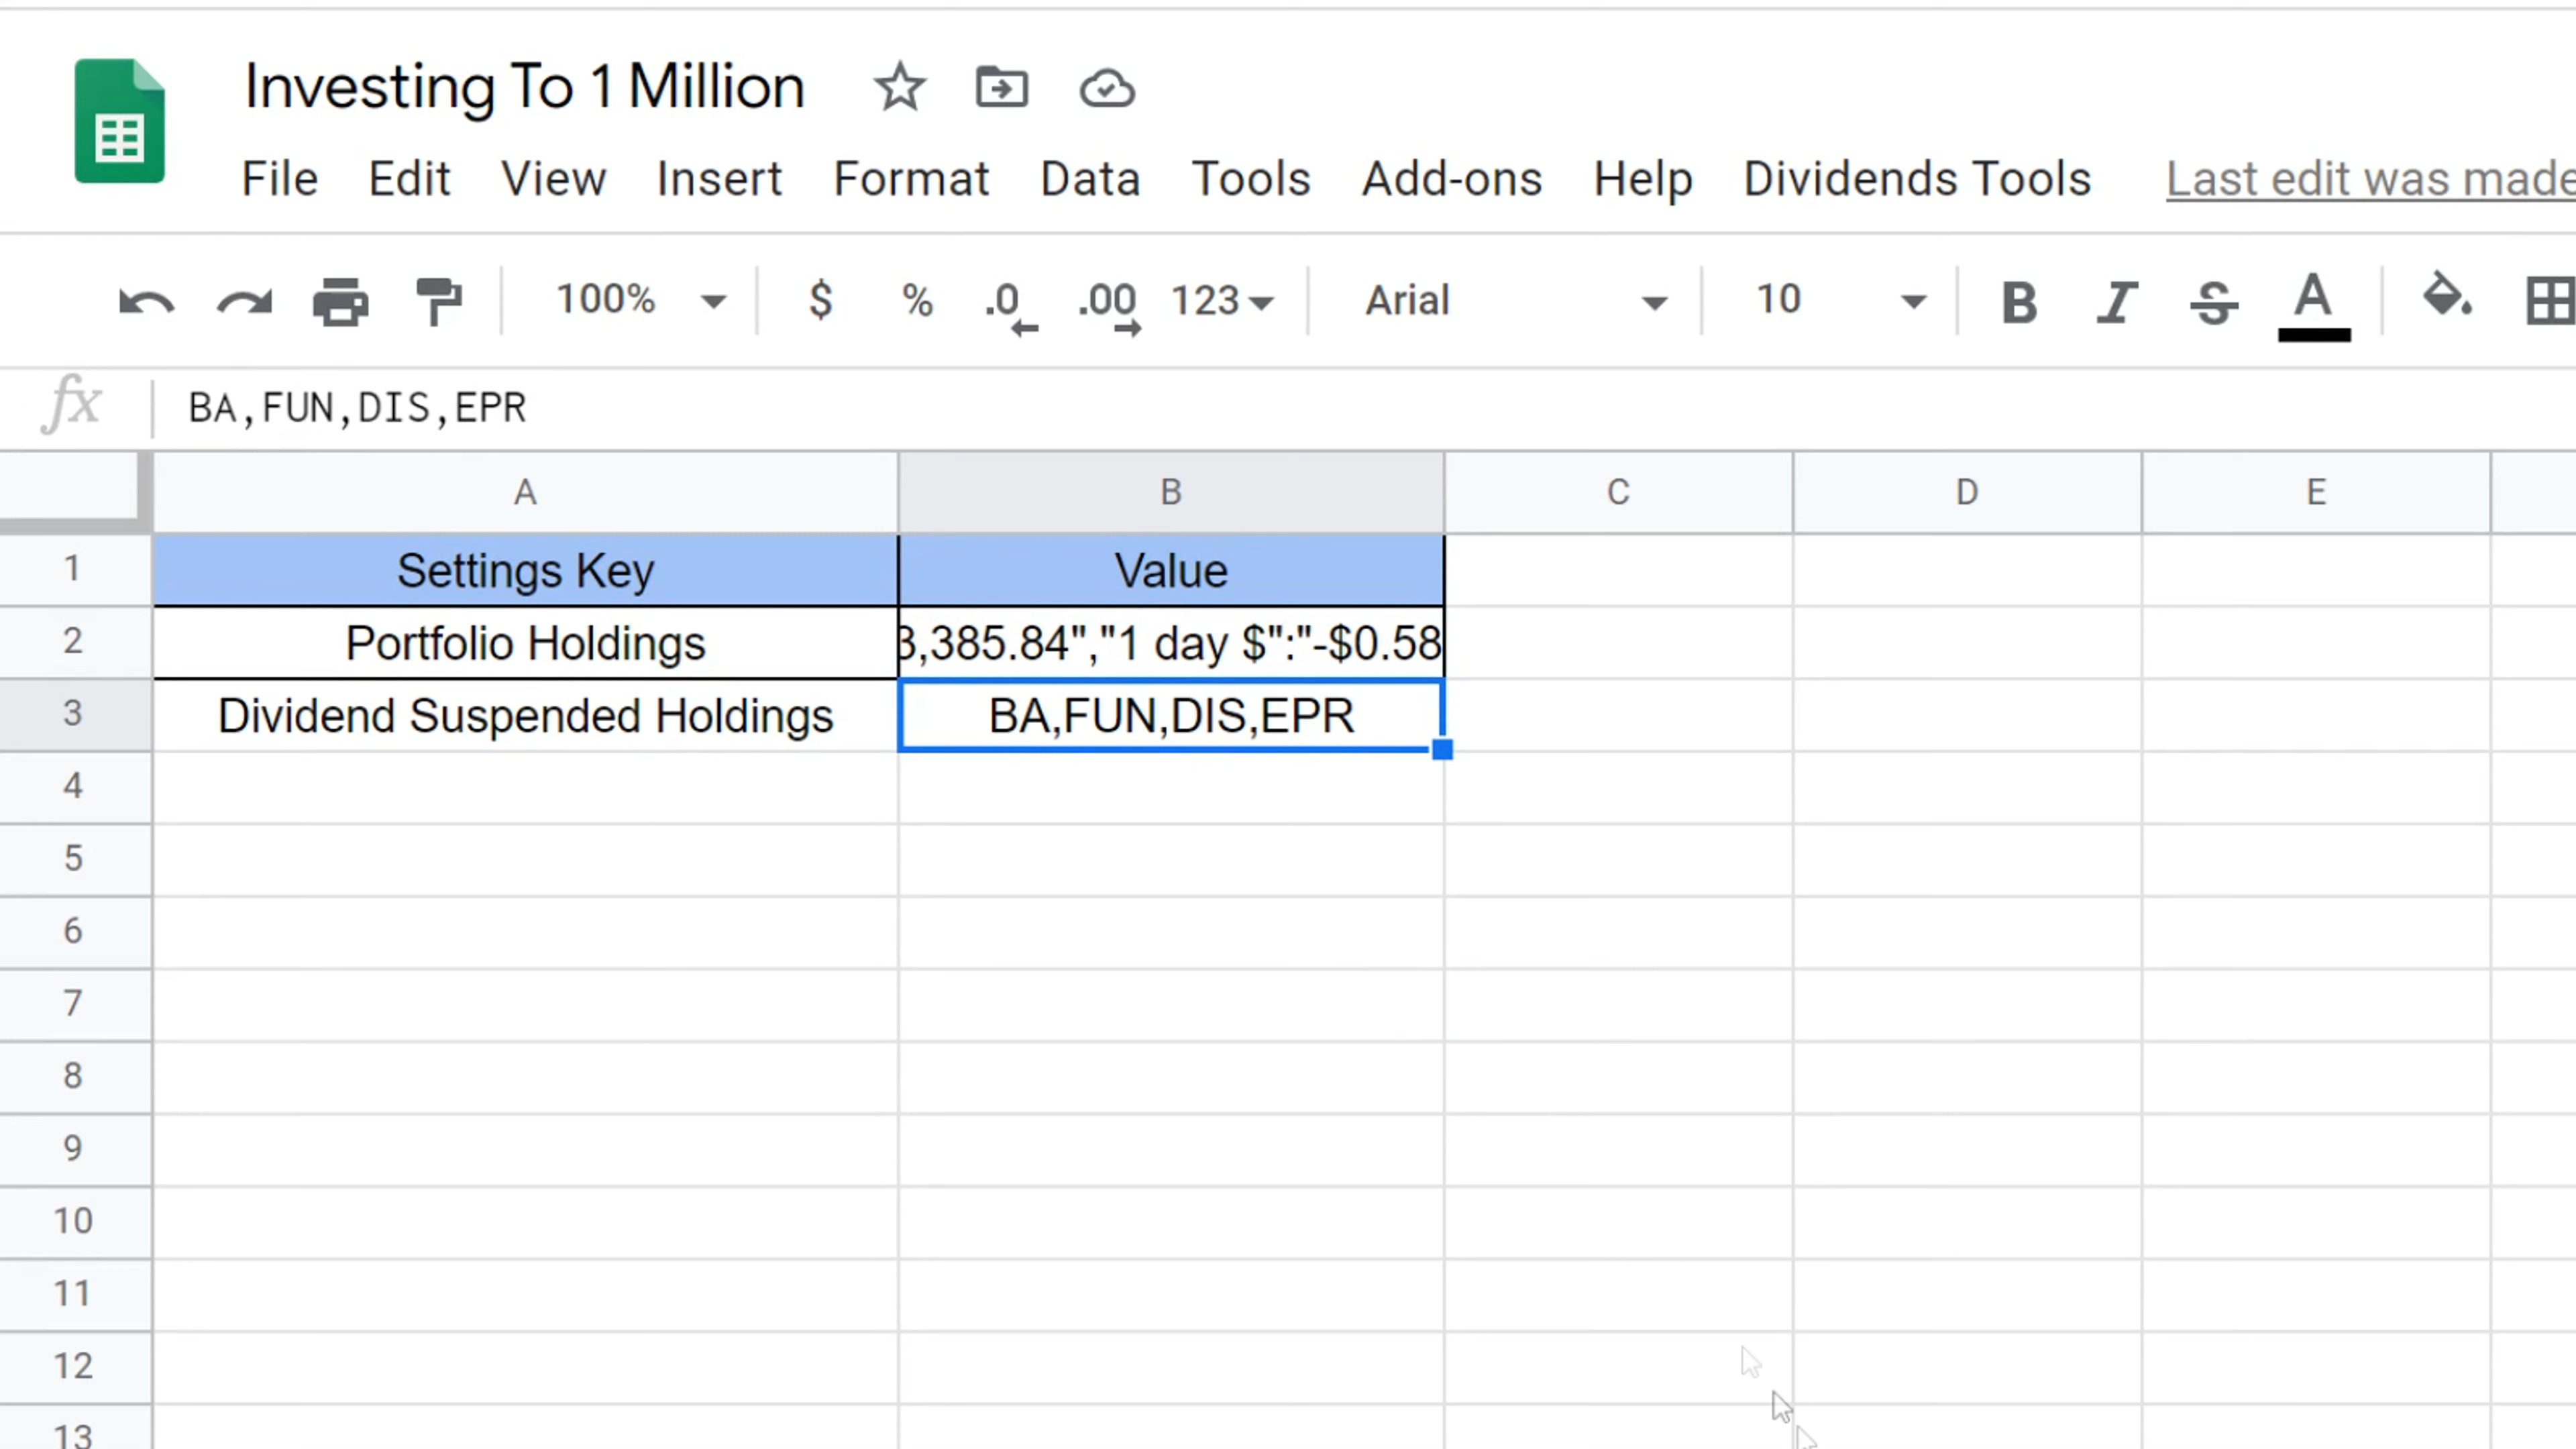 Investing To 1 Million
File Edit View Insert Format Data Tools Add-ons Help Dividends Tools Last edit was made
100% $ % .0 .00 123 Arial 10 B I S A
fx BA,FUN,DIS,EPR
A B C D E
1 Settings Key Value
2 Portfolio Holdings 3,385.84","1 day $":"-$0.58
3 Dividend Suspended Holdings BA,FUN,DIS,EPR
4
5
6
7
8
9
10
11
12
13